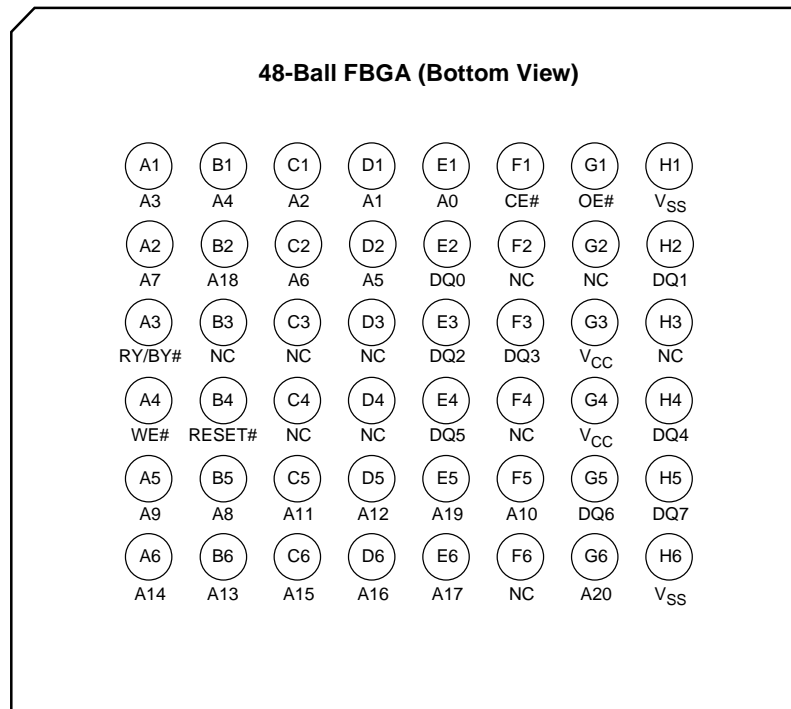 48-Ball FBGA (Bottom View)
A1 B1 C1 D1 E1 F1 G1 H1
A3 A4 A2 A1 A0 CE# OE# VSS
A2 B2 C2 D2 E2 F2 G2 H2
A7 A18 A6 A5 DQ0 NC NC DQ1
A3 B3 C3 D3 E3 F3 G3 H3
RY/BY# NC NC NC DQ2 DQ3 VCC NC
A4 B4 C4 D4 E4 F4 G4 H4
WE# RESET# NC NC DQ5 NC VCC DQ4
A5 B5 C5 D5 E5 F5 G5 H5
A9 A8 A11 A12 A19 A10 DQ6 DQ7
A6 B6 C6 D6 E6 F6 G6 H6
A14 A13 A15 A16 A17 NC A20 VSS